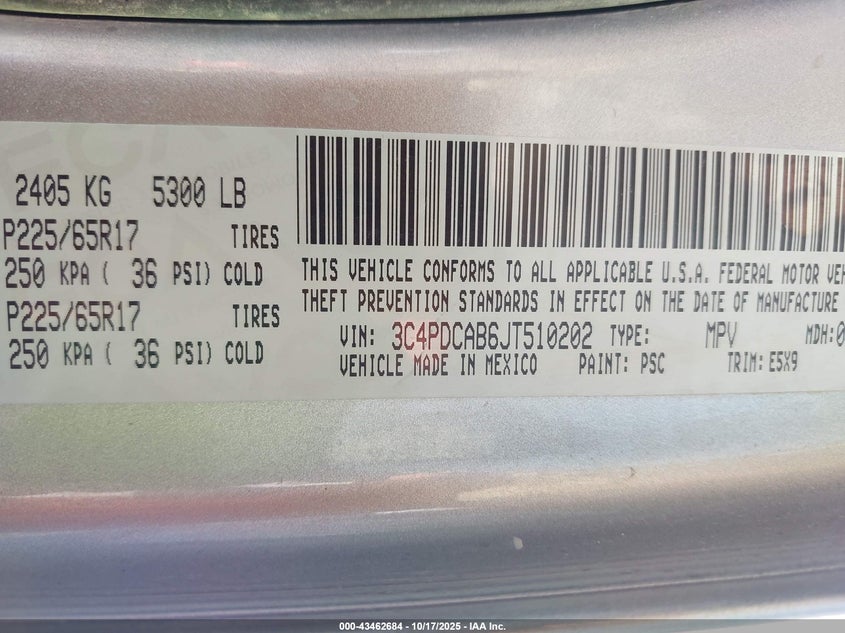 2405 KG 5300 LB
P225/65R17 TIRES
250 KPA ( 36 PSI) COLD
P225/65R17 TIRES
250 KPA ( 36 PSI) COLD
THIS VEHICLE CONFORMS TO ALL APPLICABLE U.S.A. FEDERAL MOTOR VEH
THEFT PREVENTION STANDARDS IN EFFECT ON THE DATE OF MANUFACTURE
VIN: 3C4PDCAB6JT510202 TYPE: MPV MDH:0
VEHICLE MADE IN MEXICO PAINT: PSC TRIM: E5X9
000-43462684 - 10/17/2025 - IAA Inc.